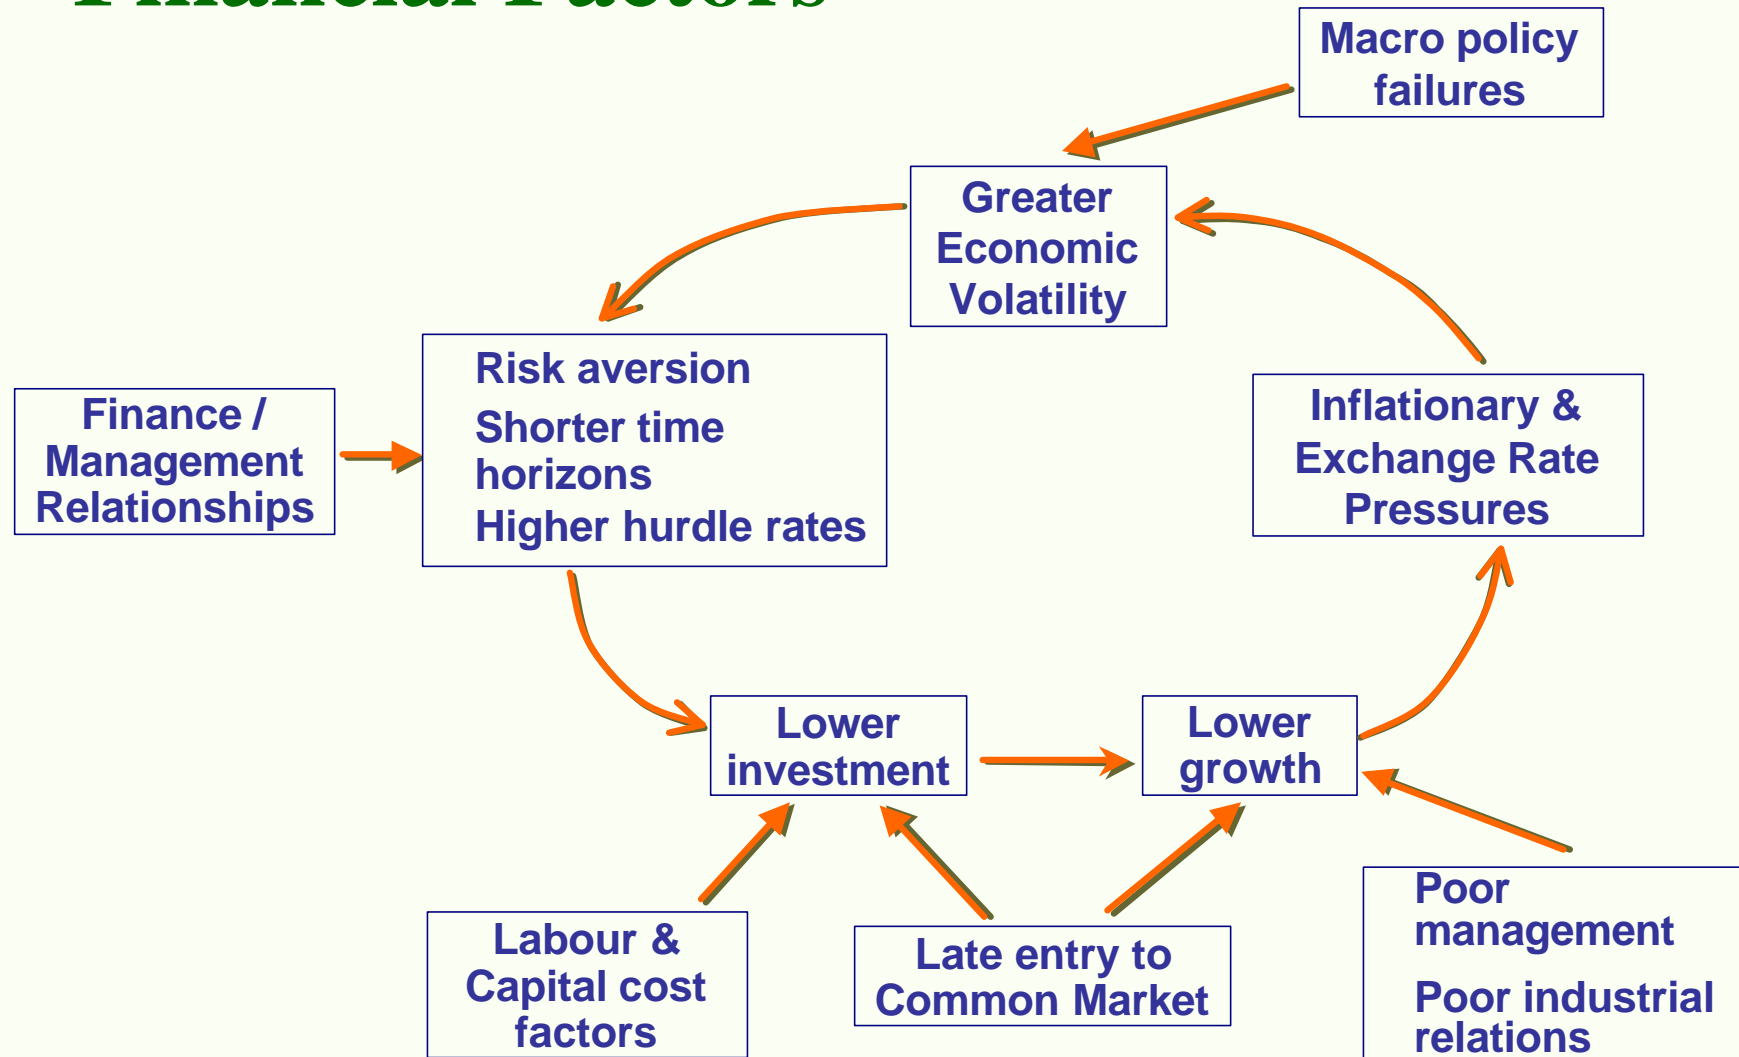 Financial Factors
Macro policy
failures
Greater
Economic
Volatility
Risk aversion
Shorter time
horizons
Higher hurdle rates
Finance /
Management
Relationships
Inflationary &
Exchange Rate
Pressures
Lower
investment
Lower
growth
Labour &
Capital cost
factors
Late entry to
Common Market
Poor
management
Poor industrial
relations